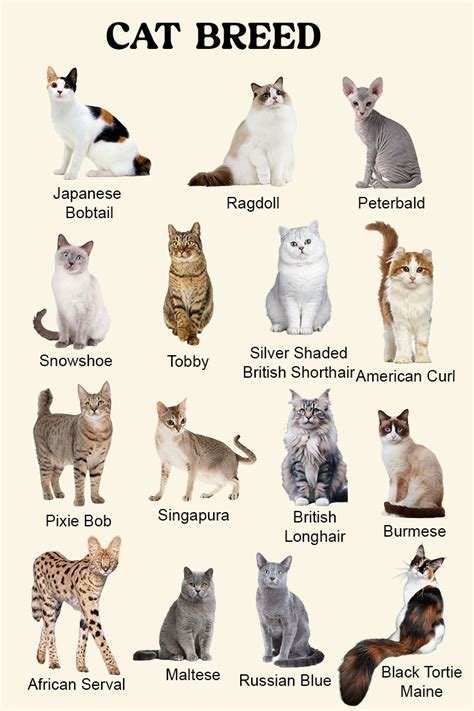 CAT BREED
Japanese
Bobtail
Ragdoll
Peterbald
Snowshoe
Tobby
Silver Shaded
British Shorthair
American Curl
Pixie Bob
Singapura
British
Longhair
Burmese
African Serval
Maltese
Russian Blue
Black Tortie
Maine